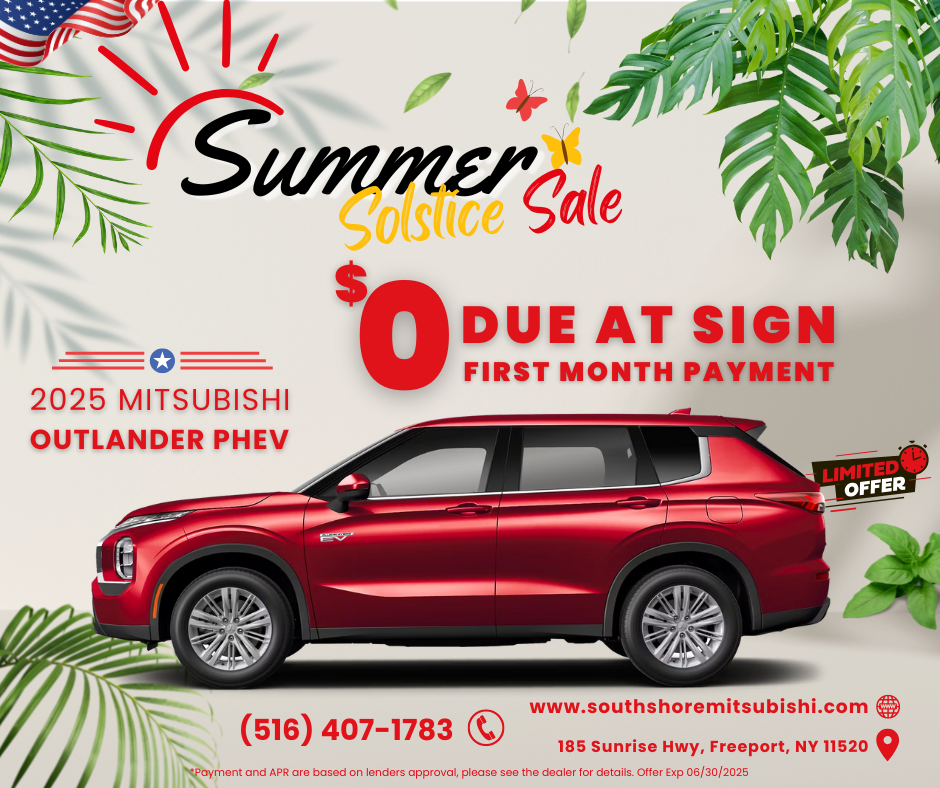 Summer
Solstice Sale
$0 DUE AT SIGN
FIRST MONTH PAYMENT
2025 MITSUBISHI
OUTLANDER PHEV
LIMITED
OFFER
www.southshoremitsubishi.com
(516) 407-1783
185 Sunrise Hwy, Freeport, NY 11520
*Payment and APR are based on lenders approval, please see the dealer for details. Offer Exp 06/30/2025